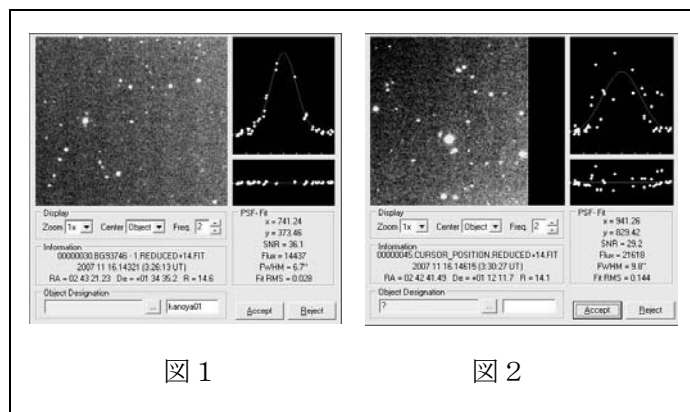 Display
Zoom 1x Center Object Freq. 2
Information
00000030.BG93746 - 1.REDUCED+14.FIT
2007 11 16.14321 (3:26:13 UT)
RA = 02 43 21.23 De = +01 34 35.2 R = 14.6
Object Designation
... kanoya01
PSF- Fit
x = 741.24
y = 373.46
SNR = 36.1
Flux = 14437
FWHM = 6.7"
Fit RMS = 0.028
Accept Reject
図1
Display
Zoom 1x Center Object Freq. 2
Information
00000045.CURSOR_POSITION.REDUCED+14.FIT
2007 11 16.14615 (3:30:27 UT)
RA = 02 42 41.43 De = +01 12 11.7 R = 14.1
Object Designation
? ...
PSF- Fit
x = 941.26
y = 829.42
SNR = 29.2
Flux = 21618
FWHM = 9.8"
Fit RMS = 0.144
Accept Reject
図2